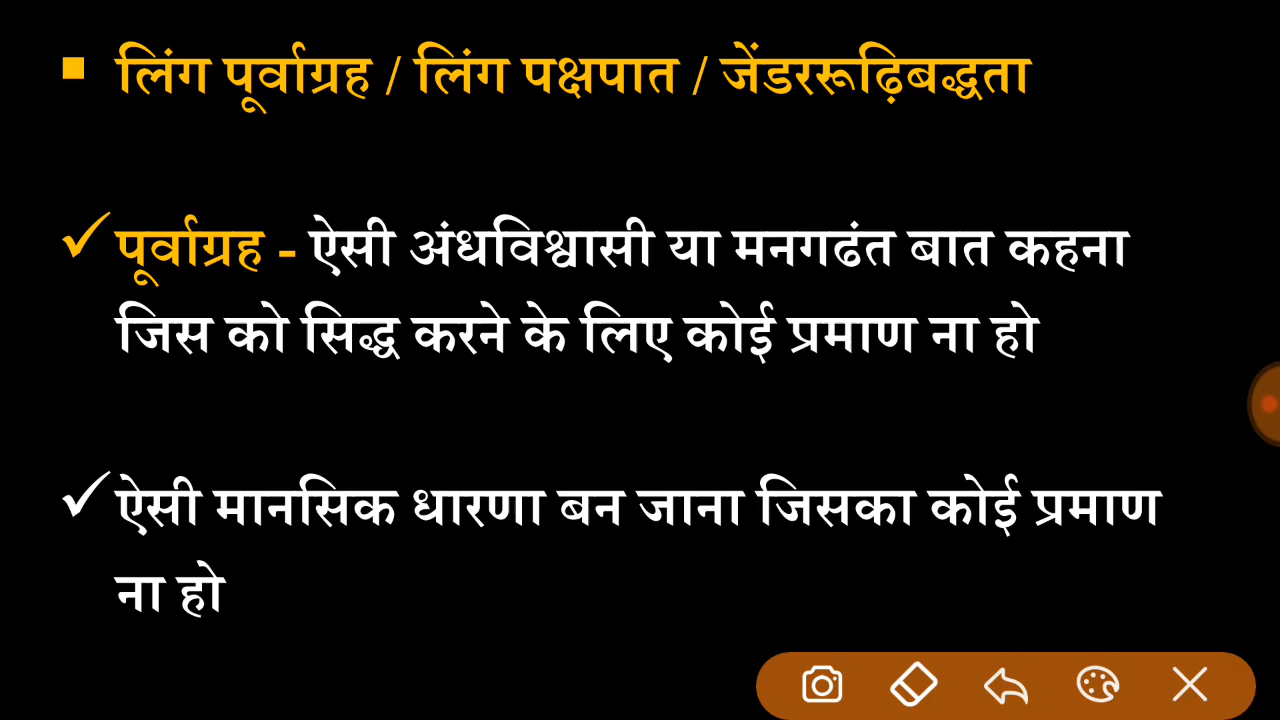 लिंग पूर्वाग्रह / लिंग पक्षपात / जेंडररूढ़िबद्धता
पूर्वाग्रह - ऐसी अंधविश्वासी या मनगढंत बात कहना
जिस को सिद्ध करने के लिए कोई प्रमाण ना हो
ऐसी मानसिक धारणा बन जाना जिसका कोई प्रमाण
ना हो